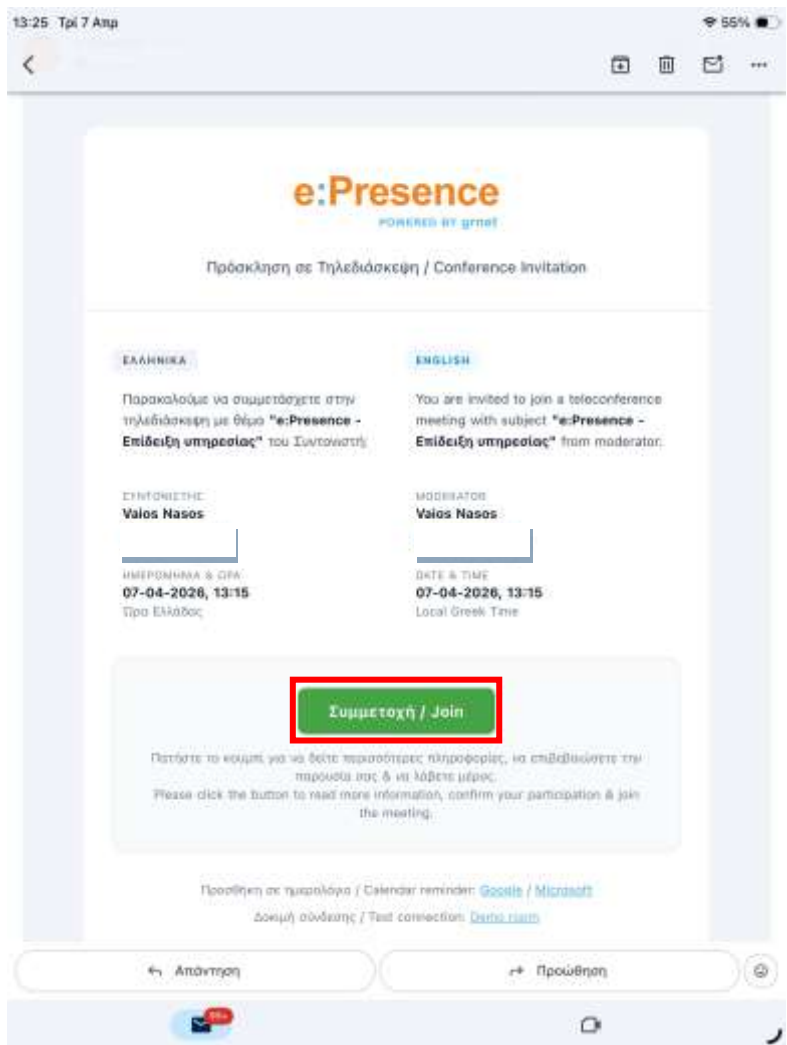 13:25 Τρί 7 Απρ
55%
e:Presence
POWERED BY grnet
Πρόσκληση σε Τηλεδιάσκεψη / Conference Invitation
ΕΛΛΗΝΙΚΑ
Παρακαλούμε να συμμετάσχετε στην
τηλεδιάσκεψη με θέμα "e:Presence -
Επίδειξη υπηρεσίας" του Συντονιστή:
ΣΥΝΤΟΝΙΣΤΗΣ
Vaios Nasos
ΗΜΕΡΟΜΗΝΙΑ & ΩΡΑ
07-04-2026, 13:15
Ώρα Ελλάδος
ENGLISH
You are invited to join a teleconference
meeting with subject "e:Presence -
Επίδειξη υπηρεσίας" from moderator:
MODERATOR
Vaios Nasos
DATE & TIME
07-04-2026, 13:15
Local Greek Time
Συμμετοχή / Join
Πατήστε το κουμπί για να δείτε περισσότερες πληροφορίες, να επιβεβαιώσετε την
παρουσία σας & να λάβετε μέρος.
Please click the button to read more information, confirm your participation & join
the meeting.
Προσθήκη σε ημερολόγιο / Calendar reminder: Google / Microsoft
Δοκιμή σύνδεσης / Test connection: Demo room
Απάντηση
Προώθηση
99+